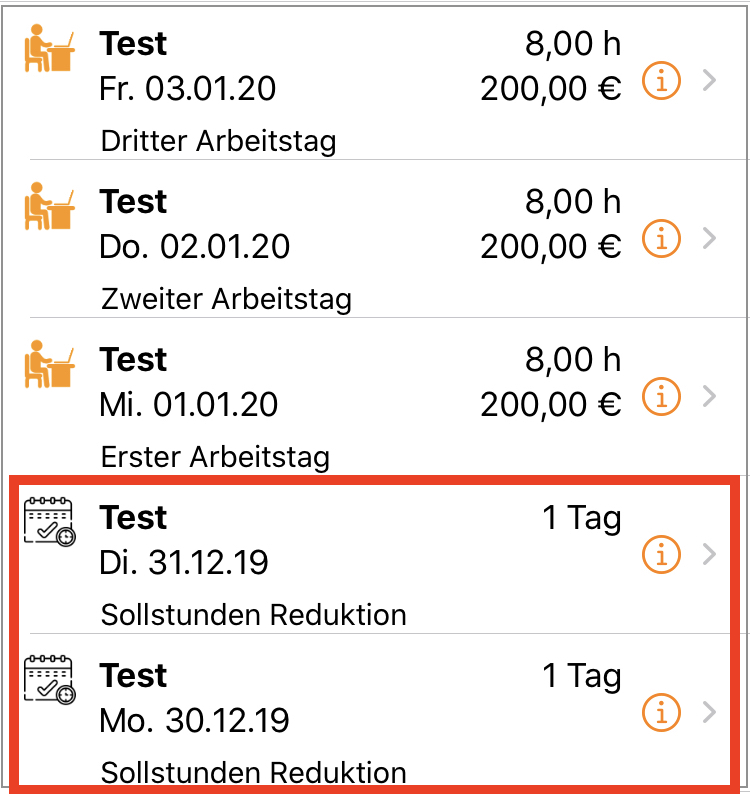 Test 8,00 h
Fr. 03.01.20 200,00 €
Dritter Arbeitstag
Test 8,00 h
Do. 02.01.20 200,00 €
Zweiter Arbeitstag
Test 8,00 h
Mi. 01.01.20 200,00 €
Erster Arbeitstag
Test 1 Tag
Di. 31.12.19
Sollstunden Reduktion
Test 1 Tag
Mo. 30.12.19
Sollstunden Reduktion